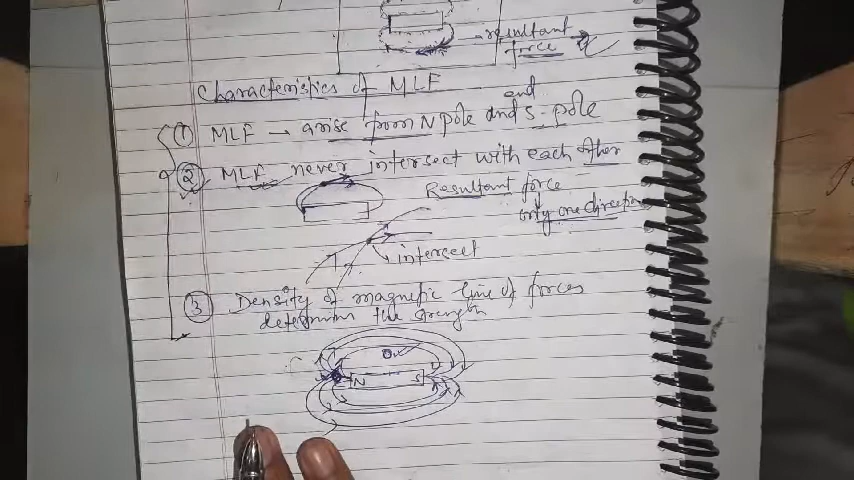 resultant
force
Characteristics of MLF
end
① MLF → arise from N pole and S-pole
② MLF never intersect with each other
Resultant force
only one direction
intersect
③ Density of magnetic line of forces
determine the strength
N S